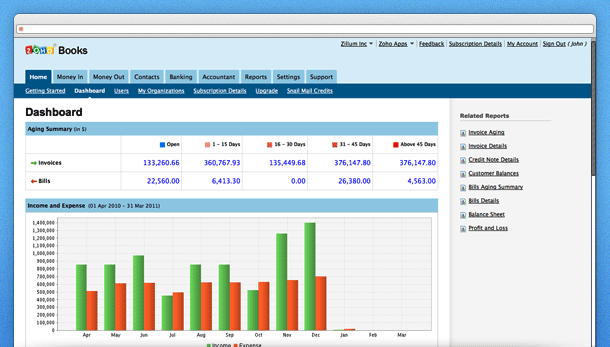 Zillum Inc | Zoho Apps | Feedback | Subscription Details | My Account | Sign Out ( John )
ZOHO Books
Home Money In Money Out Contacts Banking Accountant Reports Settings Support
Getting Started Dashboard Users My Organizations Subscription Details Upgrade Snail Mail Credits
Dashboard
Aging Summary (in $)
Open 1 - 15 Days 16 - 30 Days 31 - 45 Days Above 45 Days
Invoices 133,260.66 360,767.93 135,449.68 376,147.80 376,147.80
Bills 22,560.00 6,413.30 0.00 26,380.00 4,563.00
Income and Expense (01 Apr 2010 - 31 Mar 2011)
1,400,000
1,300,000
1,200,000
1,100,000
1,000,000
900,000
800,000
700,000
600,000
500,000
400,000
300,000
200,000
100,000
0
Apr May Jun Jul Aug Sep Oct Nov Dec Jan Feb Mar
Income Expense
Related Reports
Invoice Aging
Invoice Details
Credit Note Details
Customer Balances
Bills Aging Summary
Bills Details
Balance Sheet
Profit and Loss